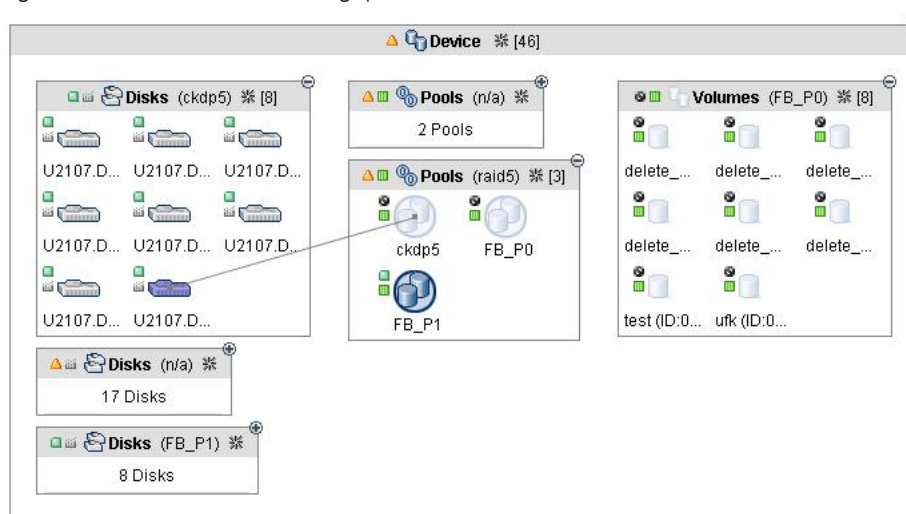 Device [46]
Disks (ckdp5) [8]
U2107.D... U2107.D... U2107.D...
U2107.D... U2107.D... U2107.D...
U2107.D... U2107.D...
Disks (n/a)
17 Disks
Disks (FB_P1)
8 Disks
Pools (n/a)
2 Pools
Pools (raid5) [3]
ckdp5 FB_P0
FB_P1
Volumes (FB_P0) [8]
delete_... delete_... delete_...
delete_... delete_... delete_...
test (ID:0... ufk (ID:0...